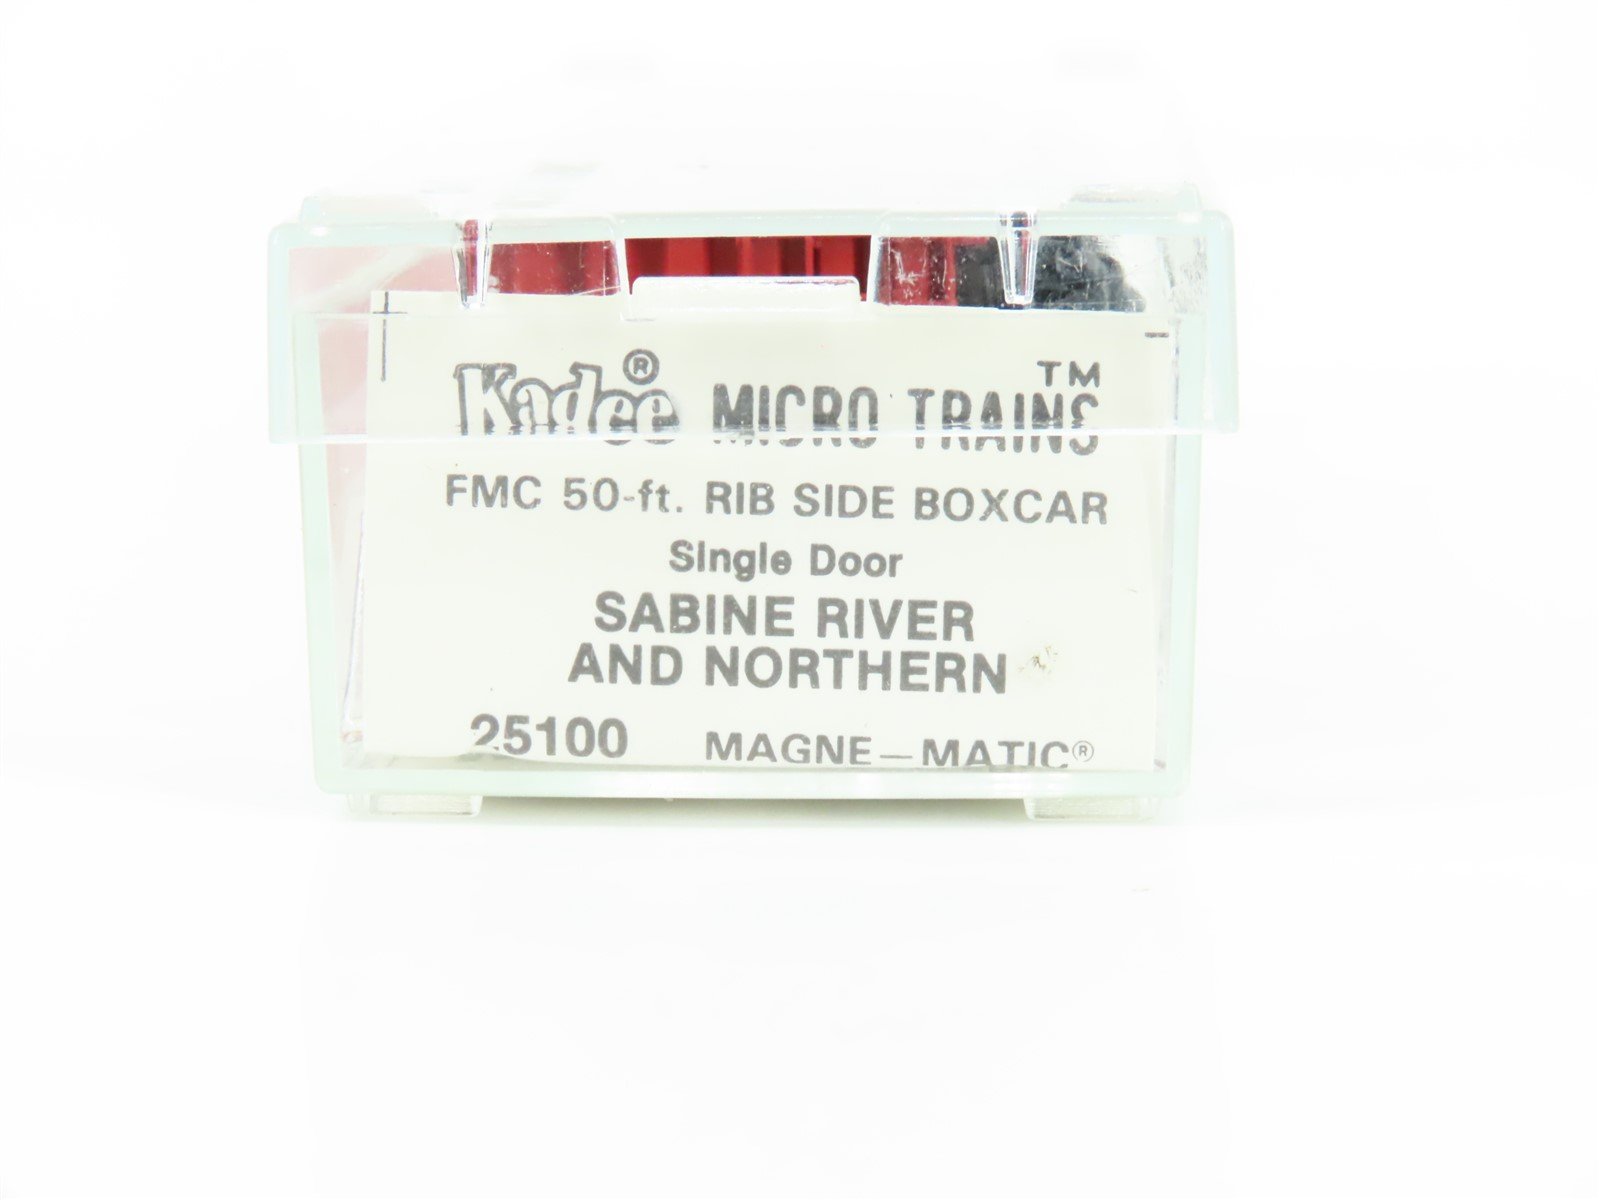 Kadee® MICRO TRAINS™
FMC 50-ft. RIB SIDE BOXCAR
Single Door
SABINE RIVER
AND NORTHERN
25100 MAGNE-MATIC®